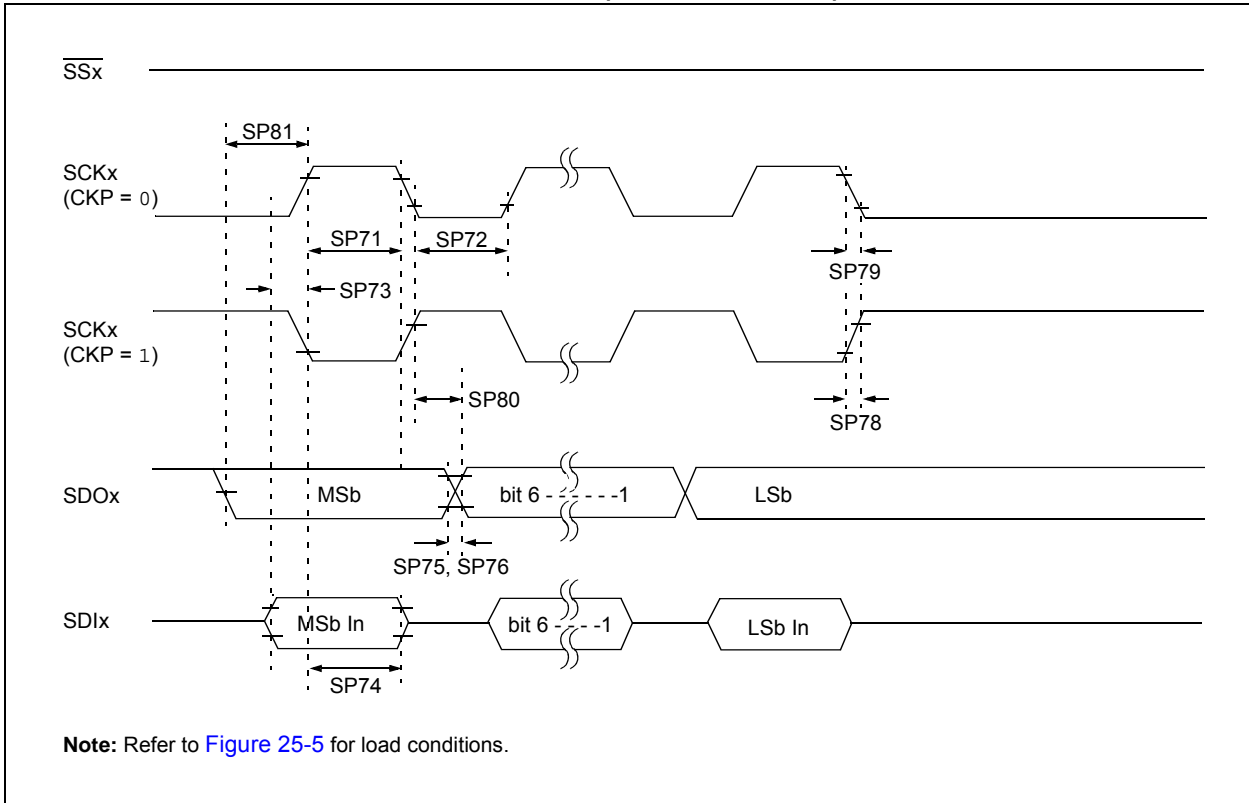 SSx
SP81
SCKx
(CKP = 0)
SP71
SP72
SP79
SP73
SCKx
(CKP = 1)
SP80
SP78
SDOx
MSb
bit 6 - - - - - -1
LSb
SP75, SP76
SDIx
MSb In
bit 6 - - - -1
LSb In
SP74
Note: Refer to Figure 25-5 for load conditions.